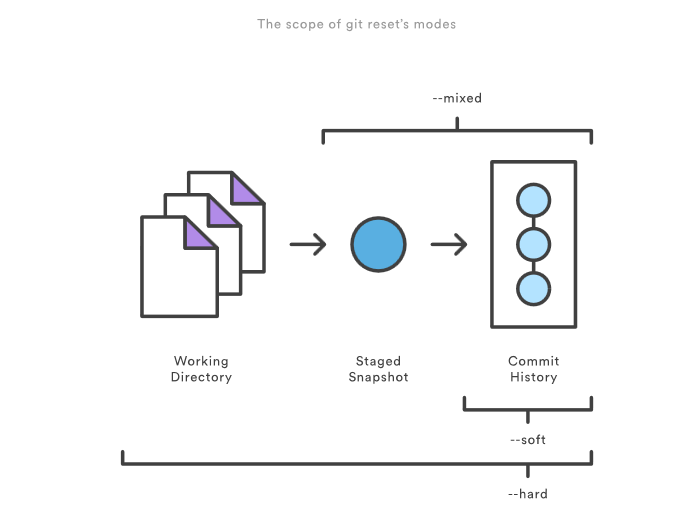 The scope of git reset's modes
--mixed
Working
Directory
Staged
Snapshot
Commit
History
--soft
--hard